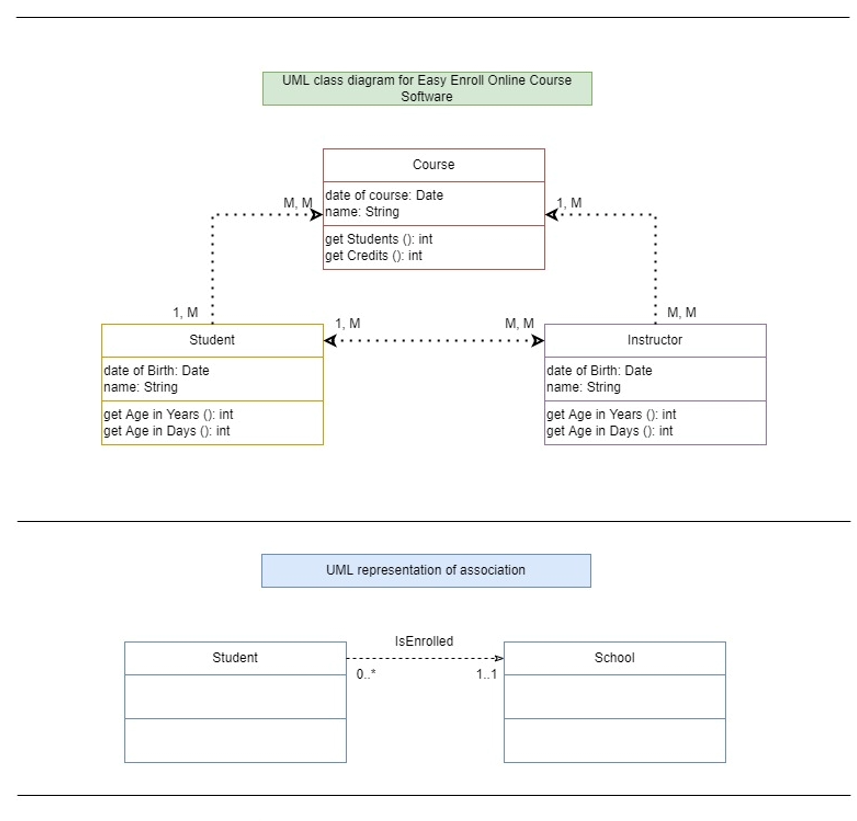 UML class diagram for Easy Enroll Online Course
Software
Course
date of course: Date
name: String
get Students (): int
get Credits (): int
M, M
1, M
1, M
M, M
1, M
M, M
Student
date of Birth: Date
name: String
get Age in Years (): int
get Age in Days (): int
Instructor
date of Birth: Date
name: String
get Age in Years (): int
get Age in Days (): int
UML representation of association
IsEnrolled
Student
School
0..*
1..1